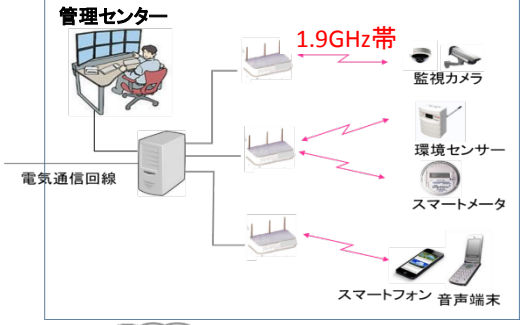 管理センター
1.9GHz帯
監視カメラ
環境センサー
電気通信回線
スマートメータ
スマートフォン 音声端末